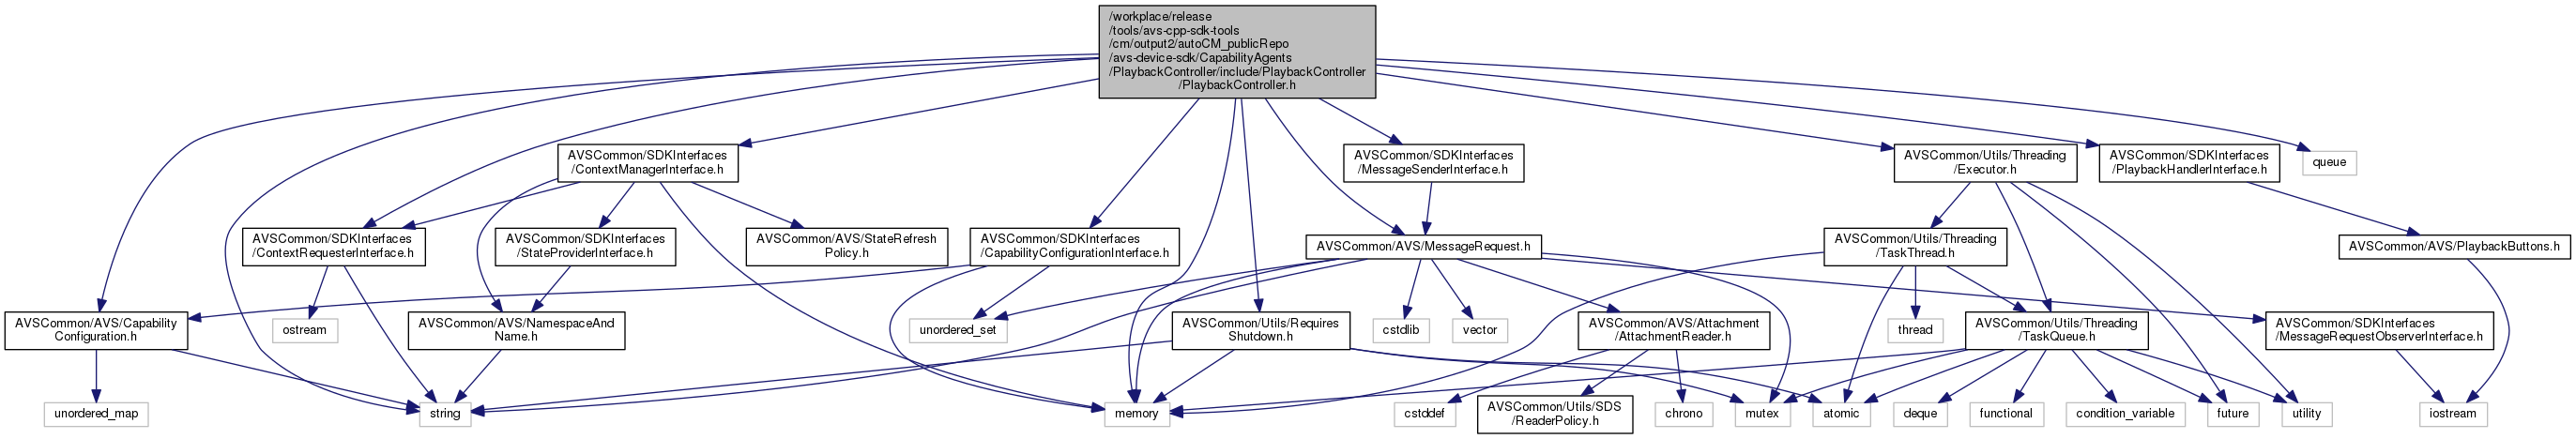 /workplace/release
/tools/avs-cpp-sdk-tools
/cm/output2/autoCM_publicRepo
/avs-device-sdk/CapabilityAgents
/PlaybackController/include/PlaybackController
/PlaybackController.h
AVSCommon/SDKInterfaces
/ContextManagerInterface.h
AVSCommon/SDKInterfaces
/MessageSenderInterface.h
AVSCommon/Utils/Threading
/Executor.h
AVSCommon/SDKInterfaces
/PlaybackHandlerInterface.h
queue
AVSCommon/SDKInterfaces
/ContextRequesterInterface.h
AVSCommon/SDKInterfaces
/StateProviderInterface.h
AVSCommon/AVS/StateRefresh
Policy.h
AVSCommon/SDKInterfaces
/CapabilityConfigurationInterface.h
AVSCommon/AVS/MessageRequest.h
AVSCommon/Utils/Threading
/TaskThread.h
AVSCommon/AVS/PlaybackButtons.h
AVSCommon/AVS/Capability
Configuration.h
ostream
AVSCommon/AVS/NamespaceAnd
Name.h
unordered_set
AVSCommon/Utils/Requires
Shutdown.h
cstdlib
vector
AVSCommon/AVS/Attachment
/AttachmentReader.h
thread
AVSCommon/Utils/Threading
/TaskQueue.h
AVSCommon/SDKInterfaces
/MessageRequestObserverInterface.h
unordered_map
string
memory
cstddef
AVSCommon/Utils/SDS
/ReaderPolicy.h
chrono
mutex
atomic
deque
functional
condition_variable
future
utility
iostream